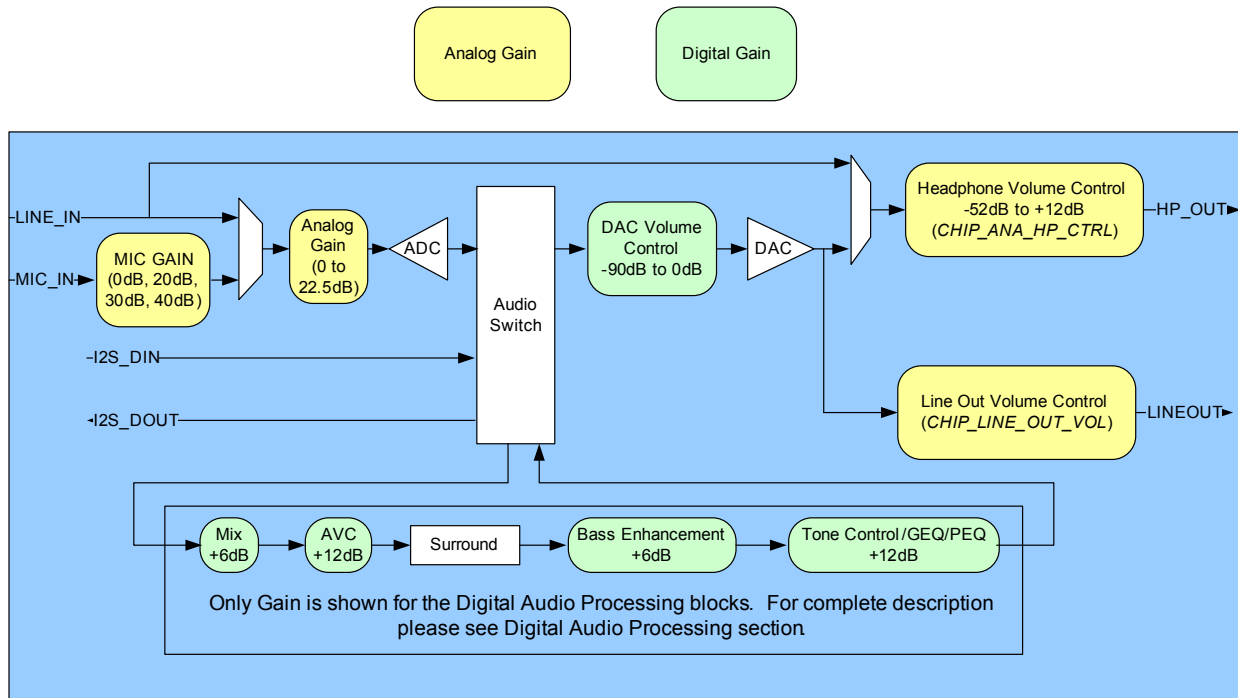 Analog Gain
Digital Gain
LINE_IN
MIC_IN
MIC GAIN
(0dB, 20dB,
30dB, 40dB)
Analog
Gain
(0 to
22.5dB)
ADC
Audio
Switch
DAC Volume
Control
-90dB to 0dB
DAC
Headphone Volume Control
-52dB to +12dB
(CHIP_ANA_HP_CTRL)
HP_OUT
I2S_DIN
I2S_DOUT
Line Out Volume Control
(CHIP_LINE_OUT_VOL)
LINEOUT
Mix
+6dB
AVC
+12dB
Surround
Bass Enhancement
+6dB
Tone Control/GEQ/PEQ
+12dB
Only Gain is shown for the Digital Audio Processing blocks. For complete description
please see Digital Audio Processing section.